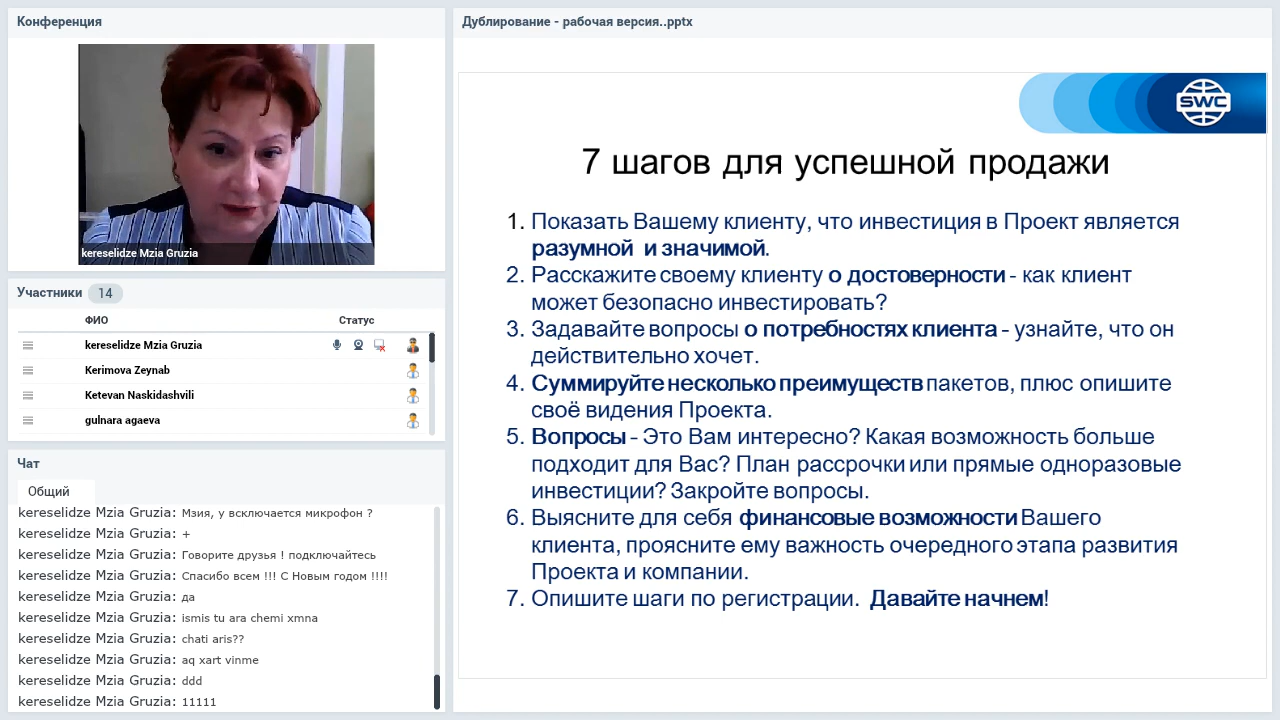 Конференция
kereselidze Mzia Gruzia
Участники 14
ФИО Статус
kereselidze Mzia Gruzia
Kerimova Zeynab
Ketevan Naskidashvili
gulnara agaeva
Чат
Общий
kereselidze Mzia Gruzia: Мзия, у всключается микрофон ?
kereselidze Mzia Gruzia: +
kereselidze Mzia Gruzia: Говорите друзья ! подключайтесь
kereselidze Mzia Gruzia: Спасибо всем !!! С Новым годом !!!!
kereselidze Mzia Gruzia: да
kereselidze Mzia Gruzia: ismis tu ara chemi xmna
kereselidze Mzia Gruzia: chati aris??
kereselidze Mzia Gruzia: aq xart vinme
kereselidze Mzia Gruzia: ddd
kereselidze Mzia Gruzia: 11111
Дублирование - рабочая версия..pptx
SWC
7 шагов для успешной продажи
1. Показать Вашему клиенту, что инвестиция в Проект является
разумной и значимой.
2. Расскажите своему клиенту о достоверности - как клиент
может безопасно инвестировать?
3. Задавайте вопросы о потребностях клиента - узнайте, что он
действительно хочет.
4. Суммируйте несколько преимуществ пакетов, плюс опишите
своё видения Проекта.
5. Вопросы - Это Вам интересно? Какая возможность больше
подходит для Вас? План рассрочки или прямые одноразовые
инвестиции? Закройте вопросы.
6. Выясните для себя финансовые возможности Вашего
клиента, проясните ему важность очередного этапа развития
Проекта и компании.
7. Опишите шаги по регистрации. Давайте начнем!